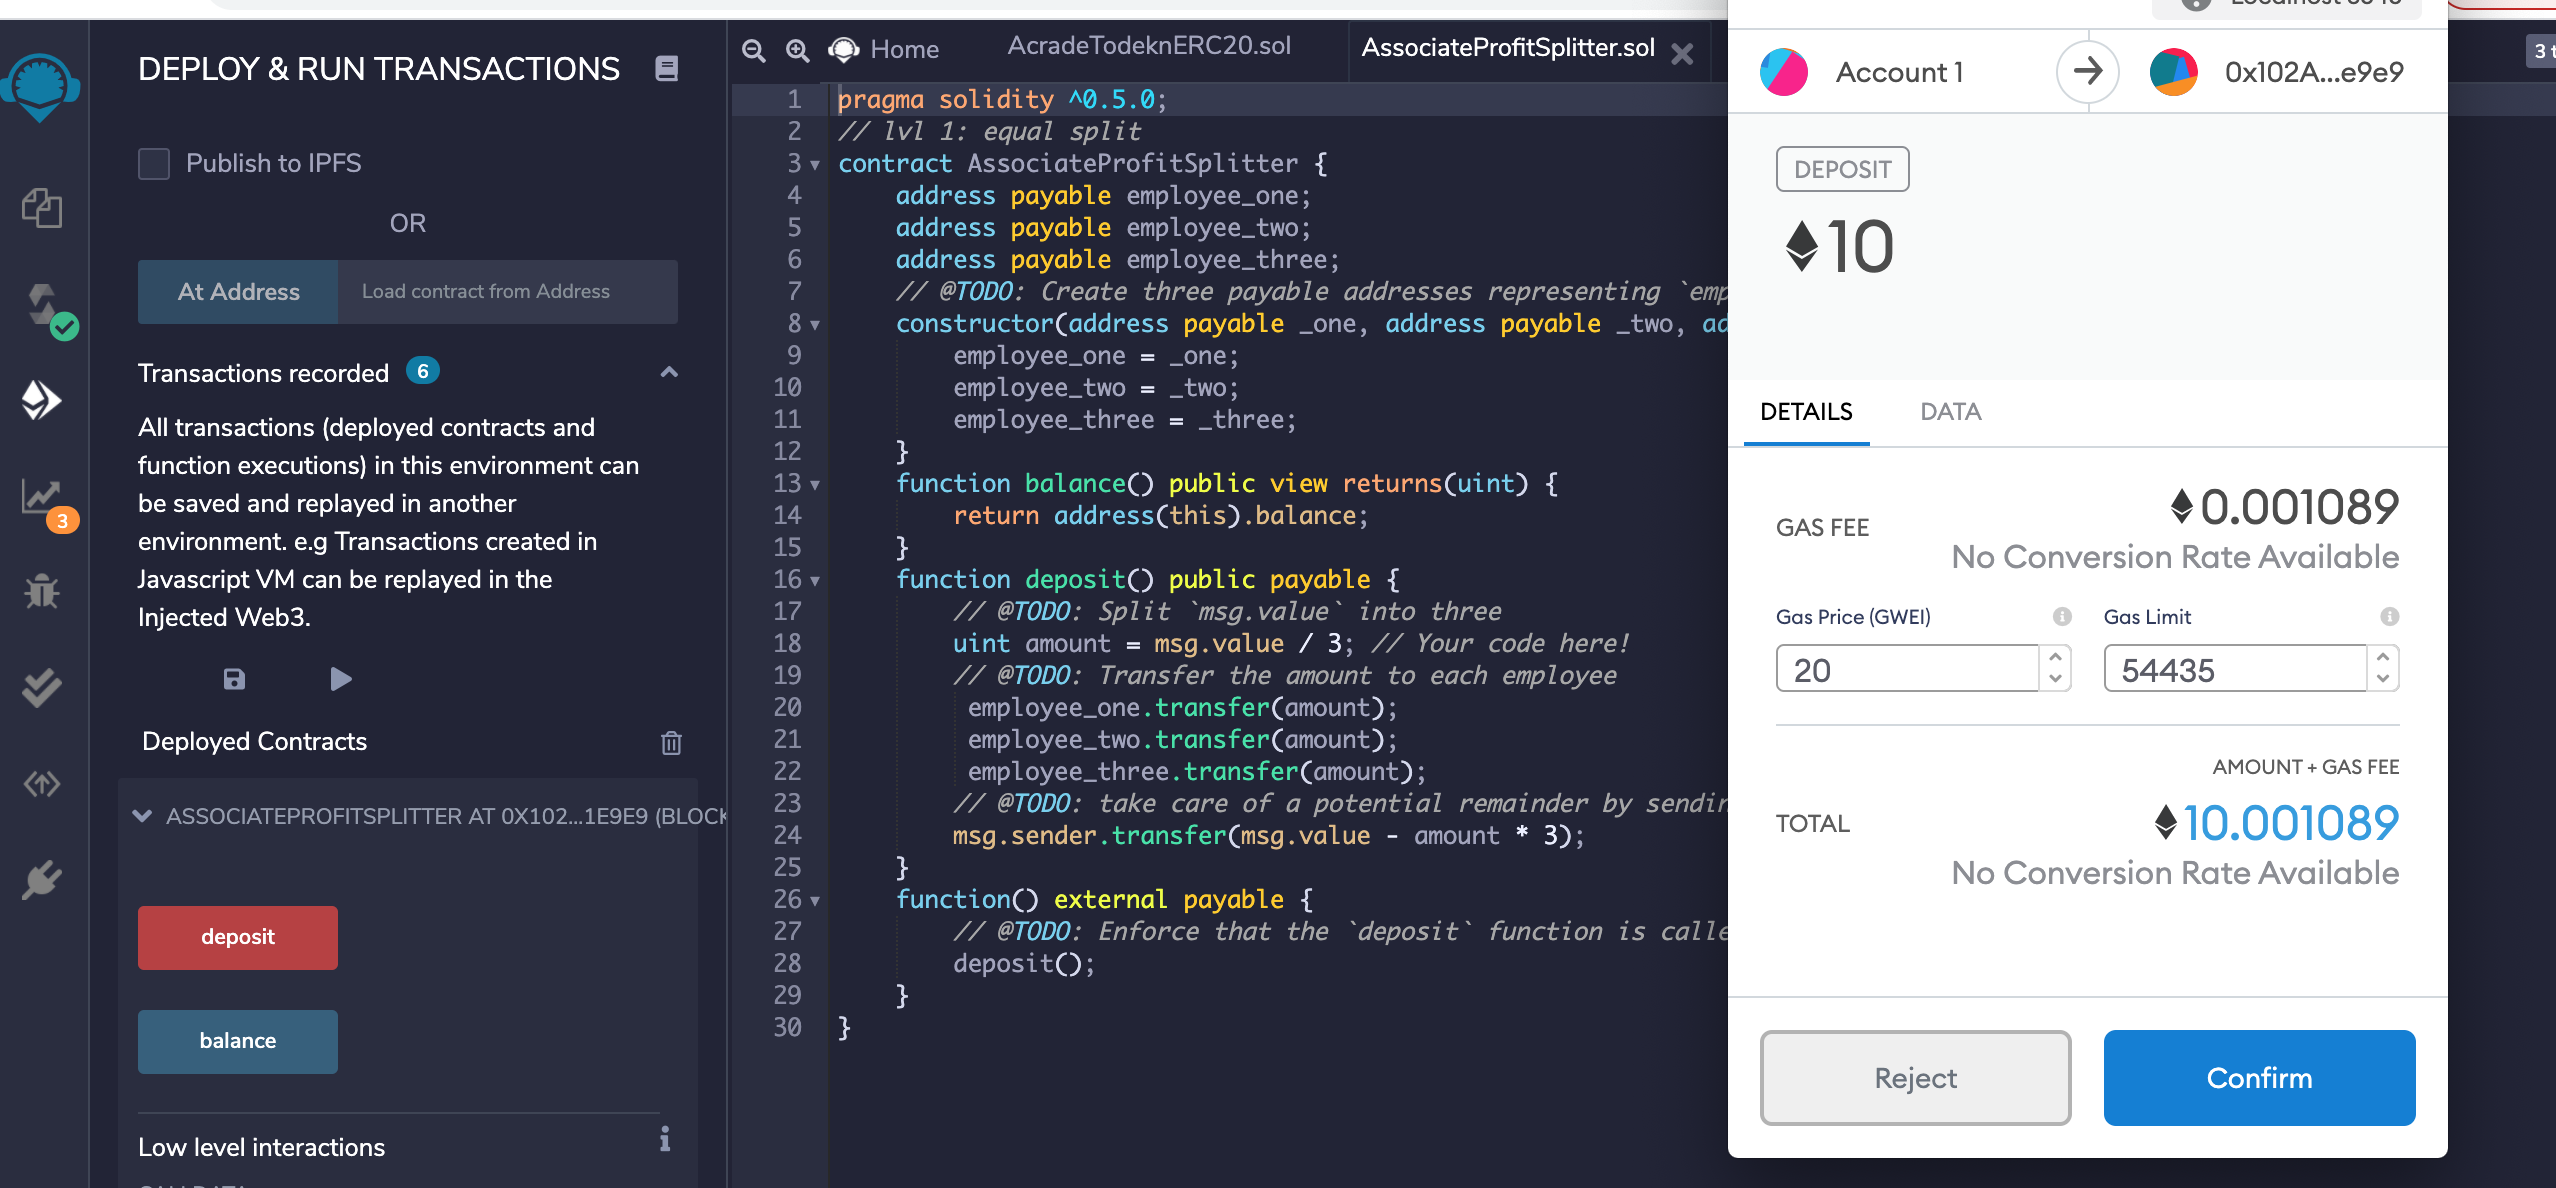 DEPLOY & RUN TRANSACTIONS
Publish to IPFS
OR
At Address
Load contract from Address
Transactions recorded 6
All transactions (deployed contracts and
function executions) in this environment can
be saved and replayed in another
environment. e.g Transactions created in
Javascript VM can be replayed in the
Injected Web3.
Deployed Contracts
ASSOCIATEPROFITSPLITTER AT 0X102...1E9E9 (BLOCK
deposit
balance
Low level interactions
3
Home
AcradeTodeknERC20.sol
AssociateProfitSplitter.sol
1 pragma solidity ^0.5.0;
2 // lvl 1: equal split
3 contract AssociateProfitSplitter {
4 address payable employee_one;
5 address payable employee_two;
6 address payable employee_three;
7 // @TODO: Create three payable addresses representing `emp
8 constructor(address payable _one, address payable _two, ad
9 employee_one = _one;
10 employee_two = _two;
11 employee_three = _three;
12 }
13 function balance() public view returns(uint) {
14 return address(this).balance;
15 }
16 function deposit() public payable {
17 // @TODO: Split `msg.value` into three
18 uint amount = msg.value / 3; // Your code here!
19 // @TODO: Transfer the amount to each employee
20 employee_one.transfer(amount);
21 employee_two.transfer(amount);
22 employee_three.transfer(amount);
23 // @TODO: take care of a potential remainder by sendin
24 msg.sender.transfer(msg.value - amount * 3);
25 }
26 function() external payable {
27 // @TODO: Enforce that the `deposit` function is calle
28 deposit();
29 }
30 }
3 t
Account 1
0x102A...e9e9
DEPOSIT
10
DETAILS
DATA
GAS FEE
0.001089
No Conversion Rate Available
Gas Price (GWEI)
Gas Limit
20
54435
AMOUNT + GAS FEE
TOTAL
10.001089
No Conversion Rate Available
Reject
Confirm